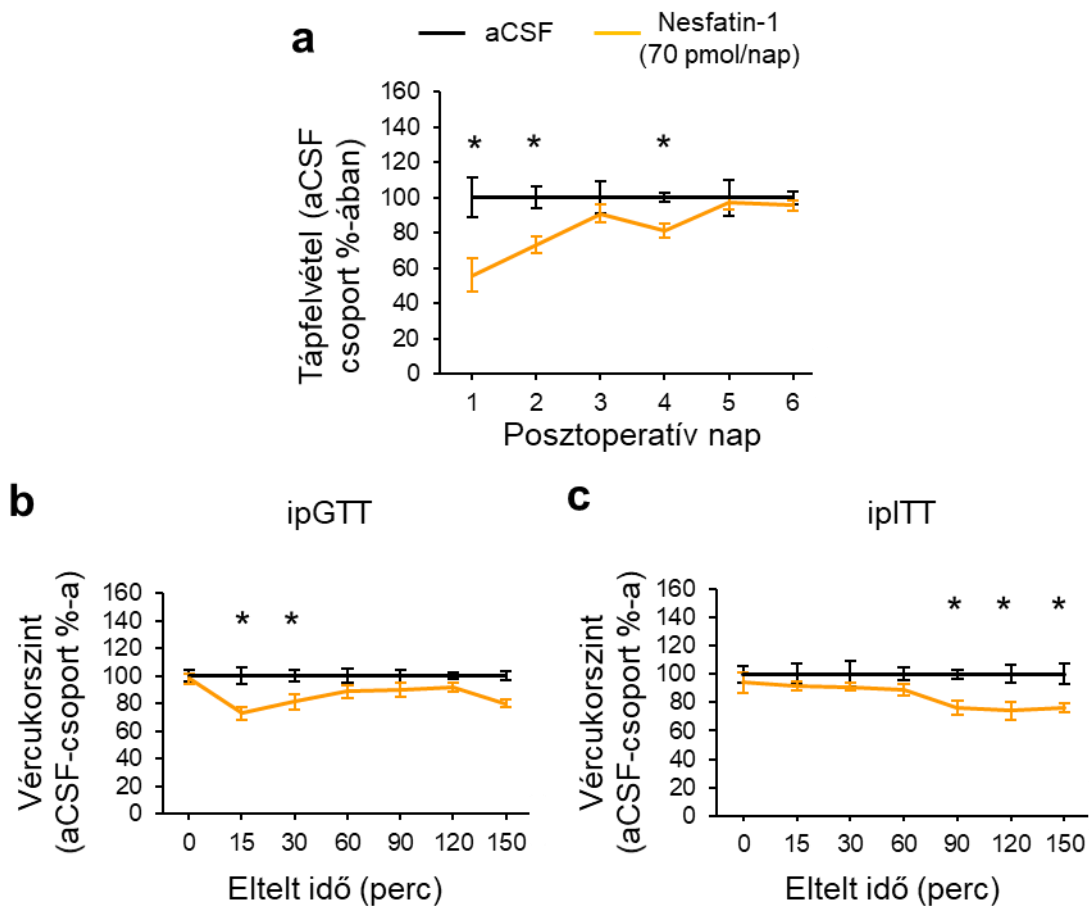 a
aCSF
Nesfatin-1
(70 pmol/nap)
Tápfelvétel (aCSF
csoport %-ában)
160
140
120
100
80
60
40
20
0
* * *
1 2 3 4 5 6
Posztoperatív nap
b
ipGTT
Vércukorszint
(aCSF-csoport %-a)
160
140
120
100
80
60
40
20
0
* *
0 15 30 60 90 120 150
Eltelt idő (perc)
c
ipITT
Vércukorszint
(aCSF-csoport %-a)
160
140
120
100
80
60
40
20
0
* * *
0 15 30 60 90 120 150
Eltelt idő (perc)